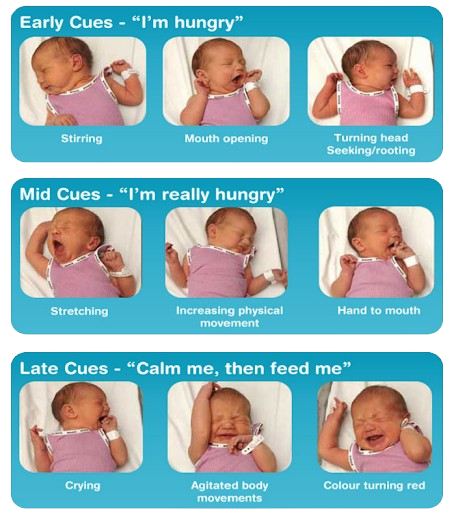 Early Cues - “I’m hungry”
Stirring
Mouth opening
Turning head
Seeking/rooting
Mid Cues - “I’m really hungry”
Stretching
Increasing physical
movement
Hand to mouth
Late Cues - “Calm me, then feed me”
Crying
Agitated body
movements
Colour turning red